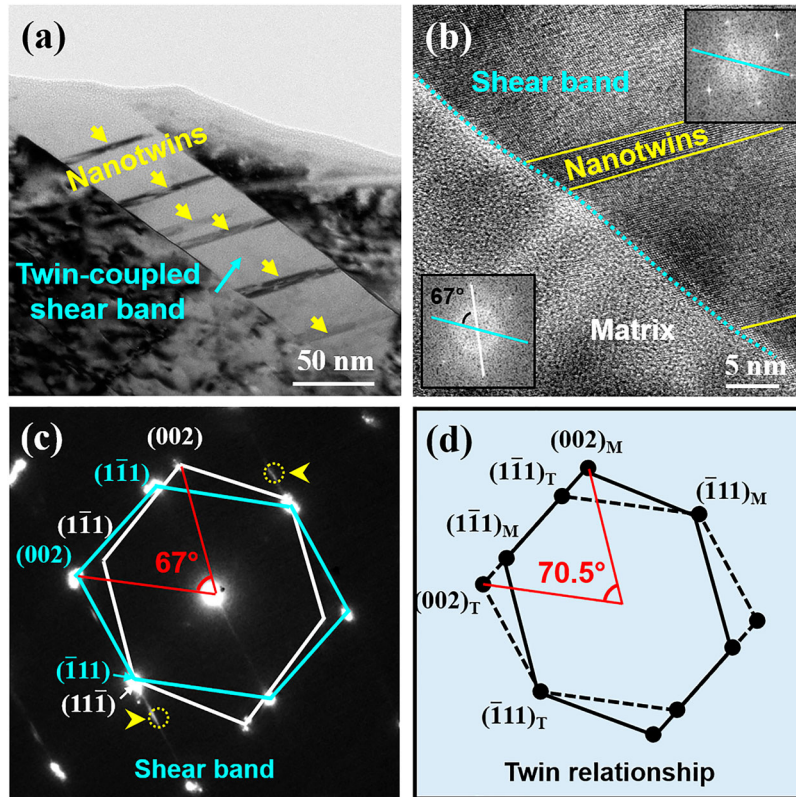 (a)
Nanotwins
Twin-coupled
shear band
50 nm
(b)
Shear band
Nanotwins
67°
Matrix
5 nm
(c)
(002)
(11̅1)
(11̅1)
(002)
67°
(1̅11)
(111̅)
Shear band
(d)
(002)M
(11̅1)T
(1̅11)M
(11̅1)M
70.5°
(002)T
(1̅11)T
Twin relationship